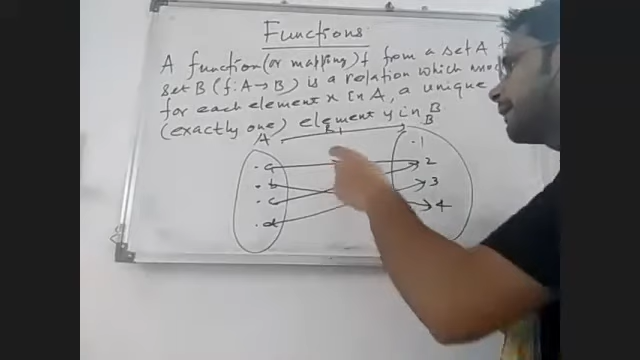 Functions
A function (or mapping) f from a set A
set B (f: A → B) is a relation which
for each element x in A, a unique
(exactly one) element y in B
A R1 B
.1
.a 2
.b 3
.c 4
.d